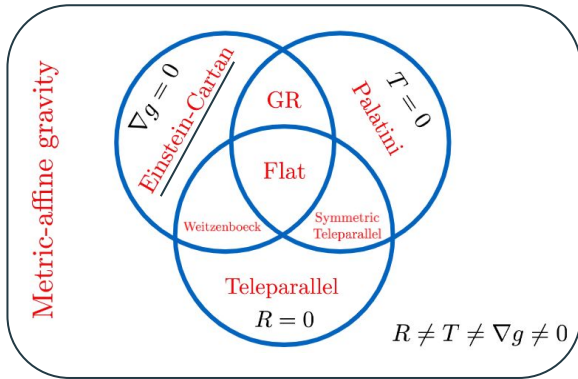 Metric-affine gravity
∇g = 0
Einstein-Cartan
GR
T = 0
Palatini
Flat
Weitzenboeck
Symmetric
Teleparallel
Teleparallel
R = 0
R ≠ T ≠ ∇g ≠ 0